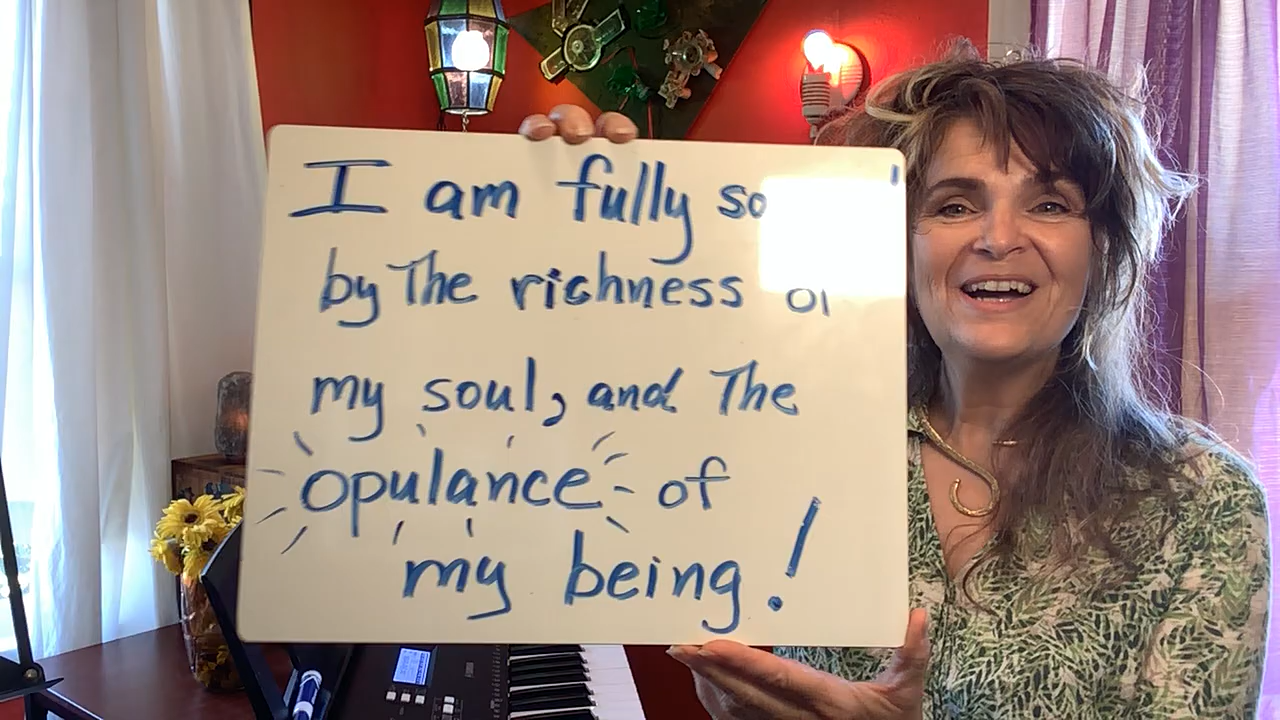 I am fully
by The richness
my soul, and The
opulance of
my being!